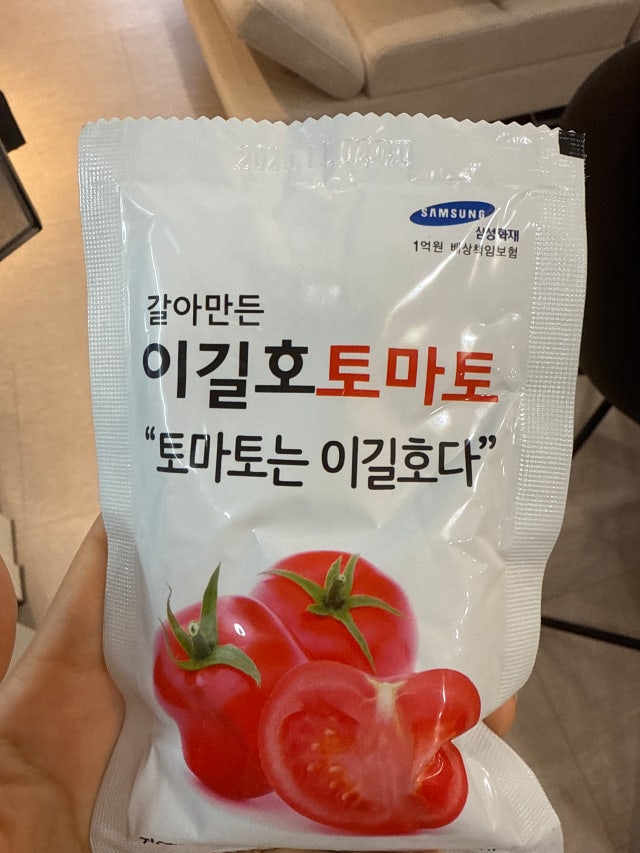 SAMSUNG
삼성화재
1억원 배상책임보험
갈아만든
이길호토마토
“토마토는 이길호다”